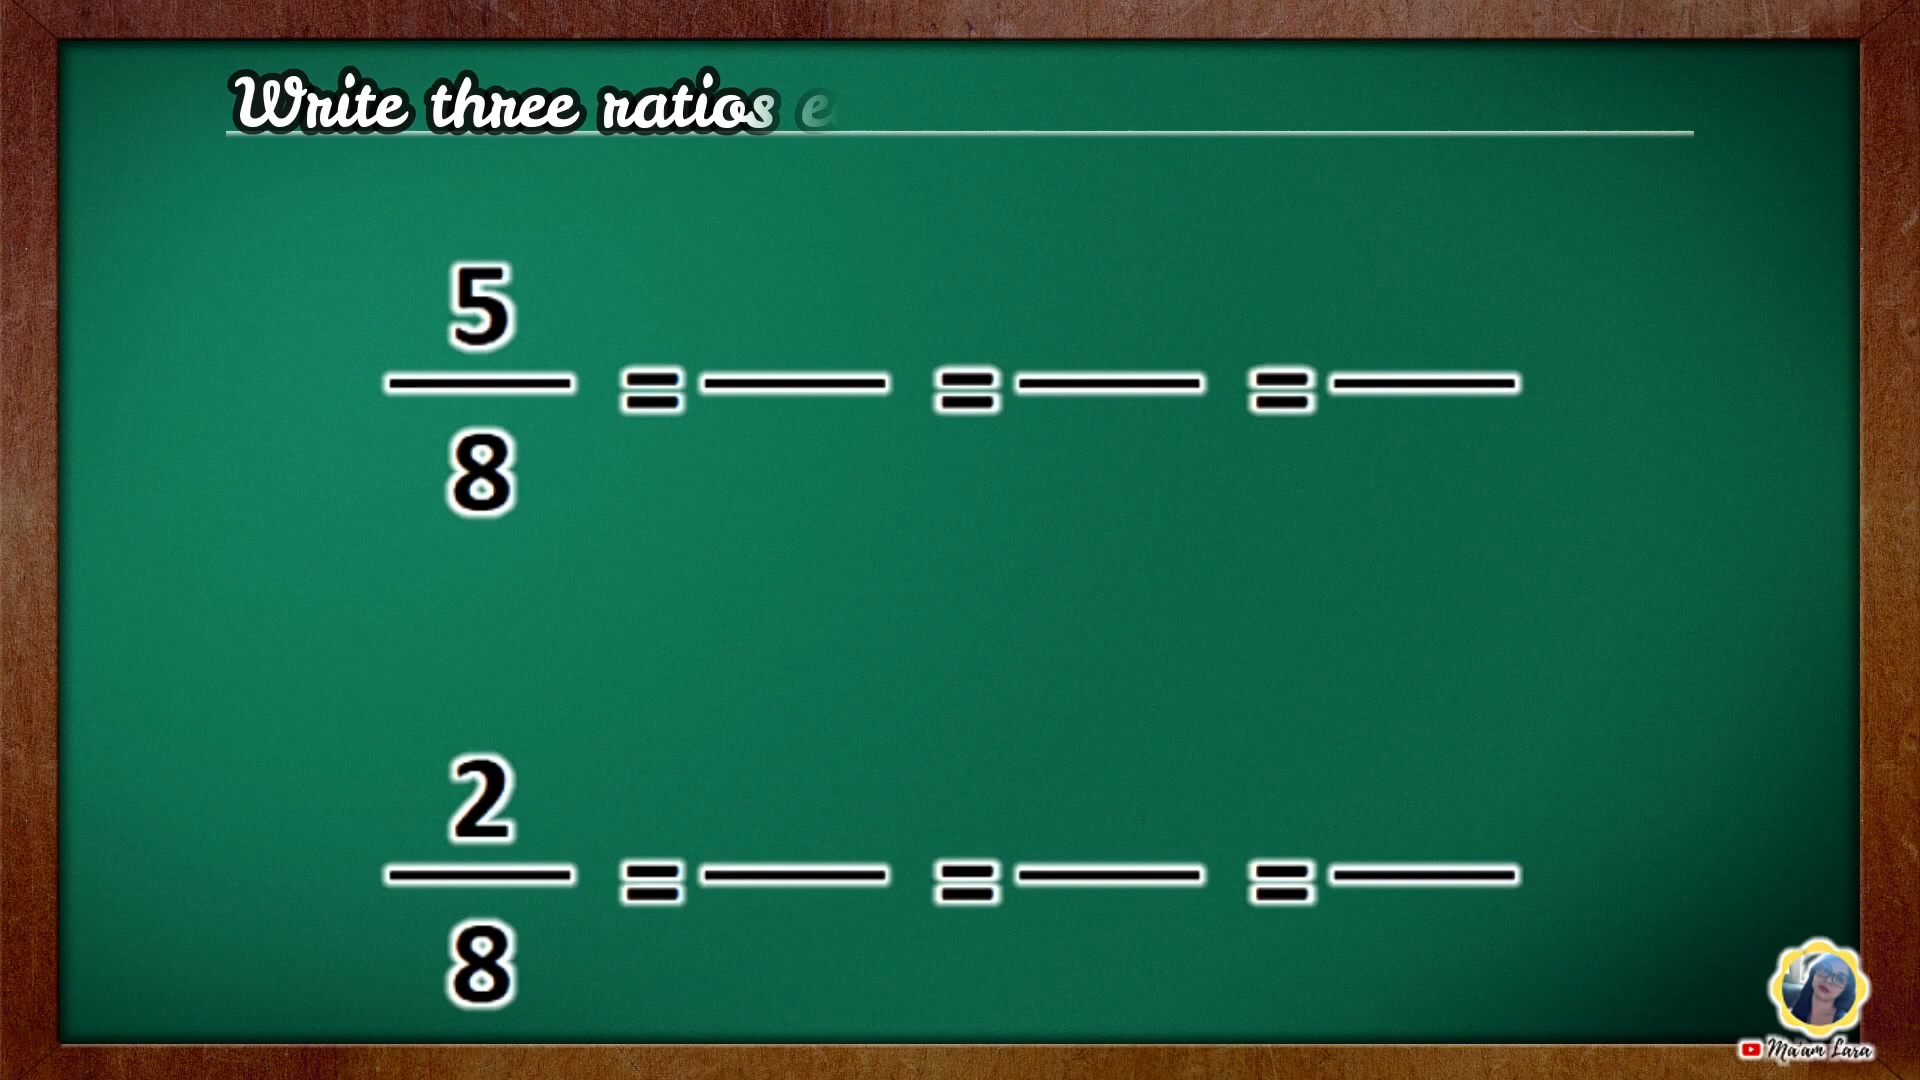 Write three ratios e
5
8
= = =
2
8
= = =
Ma'am Lara